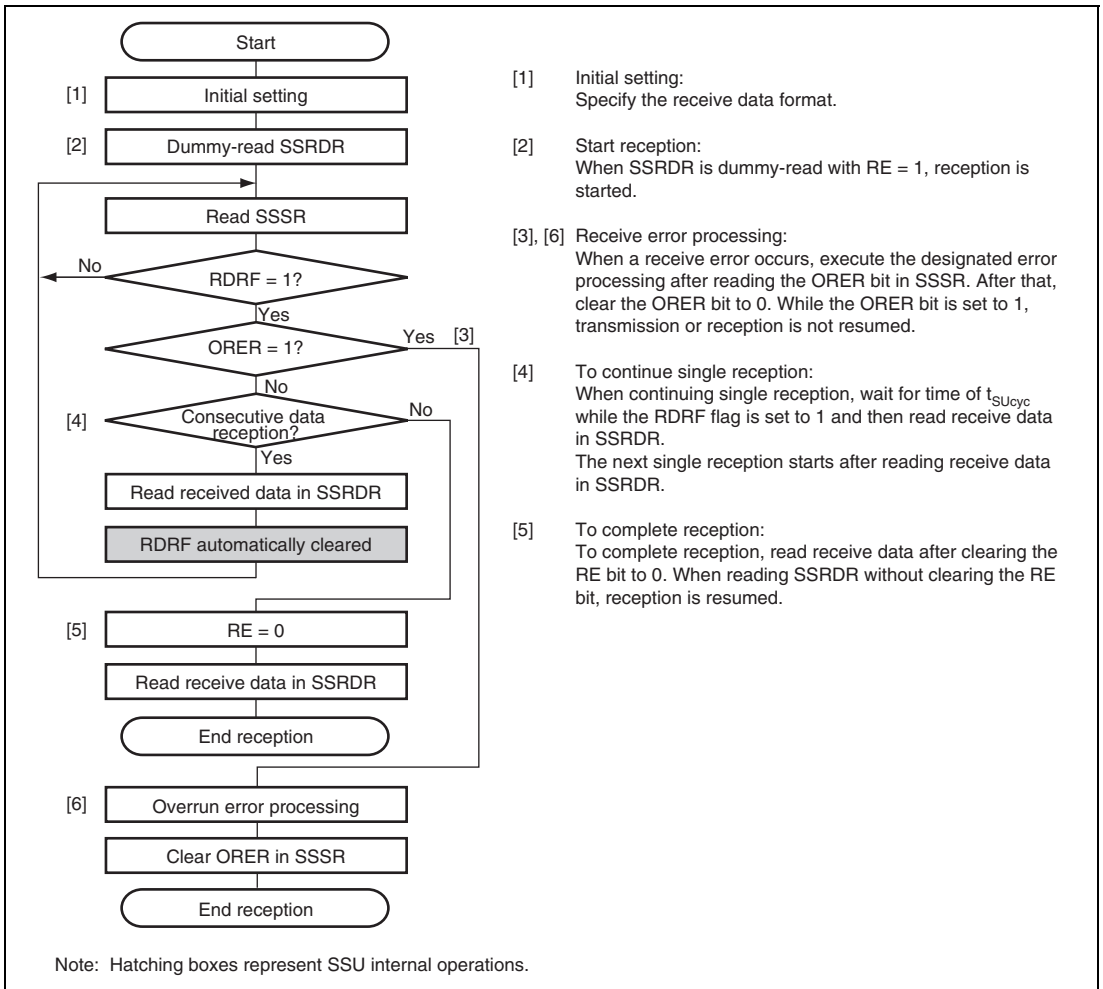 Start
[1] Initial setting
[2] Dummy-read SSRDR
Read SSSR
No
RDRF = 1?
Yes
ORER = 1?
Yes [3]
No
[4] Consecutive data
reception?
No
Yes
Read received data in SSRDR
RDRF automatically cleared
[5] RE = 0
Read receive data in SSRDR
End reception
[6] Overrun error processing
Clear ORER in SSSR
End reception
[1] Initial setting:
Specify the receive data format.
[2] Start reception:
When SSRDR is dummy-read with RE = 1, reception is
started.
[3], [6] Receive error processing:
When a receive error occurs, execute the designated error
processing after reading the ORER bit in SSSR. After that,
clear the ORER bit to 0. While the ORER bit is set to 1,
transmission or reception is not resumed.
[4] To continue single reception:
When continuing single reception, wait for time of tSUcyc
while the RDRF flag is set to 1 and then read receive data
in SSRDR.
The next single reception starts after reading receive data
in SSRDR.
[5] To complete reception:
To complete reception, read receive data after clearing the
RE bit to 0. When reading SSRDR without clearing the RE
bit, reception is resumed.
Note: Hatching boxes represent SSU internal operations.